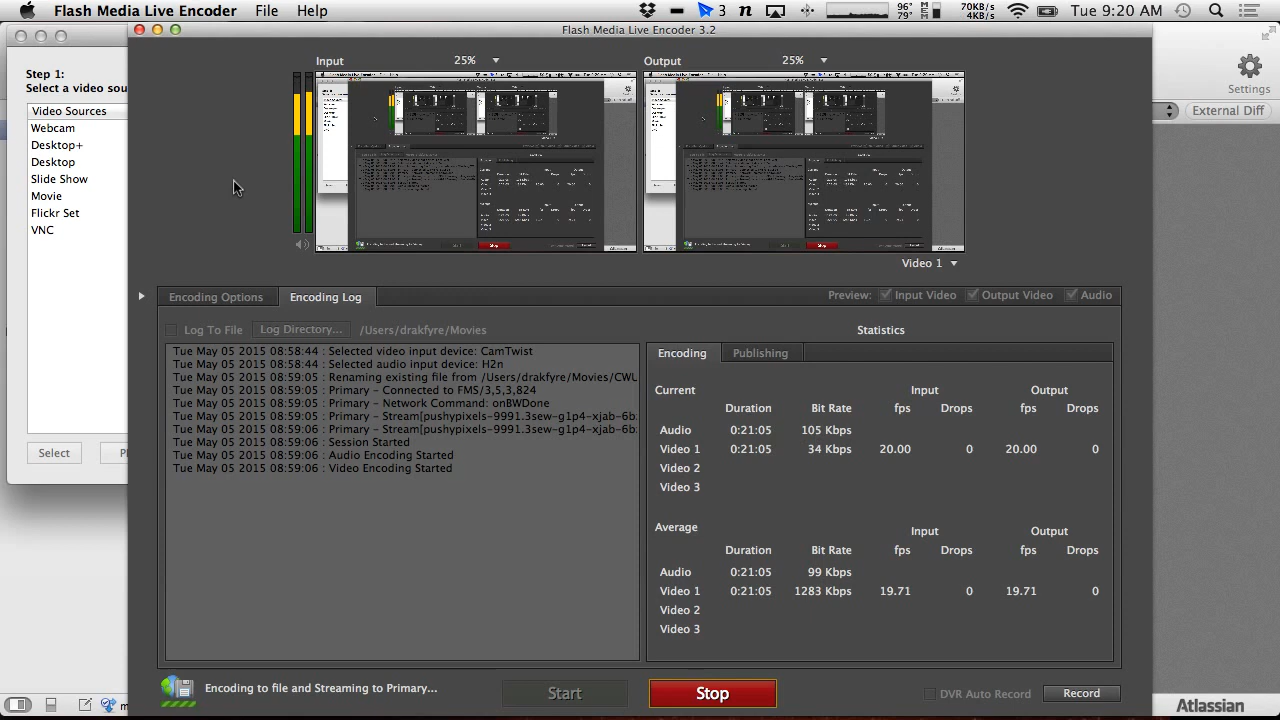 Flash Media Live Encoder File Help 3 96° 79° MEM 70KB/s 4KB/s Tue 9:20 AM
Flash Media Live Encoder 3.2
Step 1:
Select a video sou
Video Sources
Webcam
Desktop+
Desktop
Slide Show
Movie
Flickr Set
VNC
Select
Input 25% Output 25%
Settings
External Diff
Video 1
Encoding Options Encoding Log
Preview: Input Video Output Video Audio
Log To File Log Directory... /Users/drakfyre/Movies
Tue May 05 2015 08:58:44 : Selected video input device: CamTwist
Tue May 05 2015 08:58:44 : Selected audio input device: H2n
Tue May 05 2015 08:59:05 : Renaming existing file from /Users/drakfyre/Movies/CWU
Tue May 05 2015 08:59:05 : Primary - Connected to FMS/3,5,3,824
Tue May 05 2015 08:59:05 : Primary - Network Command: onBWDone
Tue May 05 2015 08:59:05 : Primary - Stream[pushypixels-9991.3sew-g1p4-xjab-6b
Tue May 05 2015 08:59:06 : Primary - Stream[pushypixels-9991.3sew-g1p4-xjab-6b
Tue May 05 2015 08:59:06 : Session Started
Tue May 05 2015 08:59:06 : Audio Encoding Started
Tue May 05 2015 08:59:06 : Video Encoding Started
Statistics
Encoding Publishing
Current Input Output
Duration Bit Rate fps Drops fps Drops
Audio 0:21:05 105 Kbps
Video 1 0:21:05 34 Kbps 20.00 0 20.00 0
Video 2
Video 3
Average Input Output
Duration Bit Rate fps Drops fps Drops
Audio 0:21:05 99 Kbps
Video 1 0:21:05 1283 Kbps 19.71 0 19.71 0
Video 2
Video 3
Encoding to file and Streaming to Primary... Start Stop DVR Auto Record Record
Atlassian